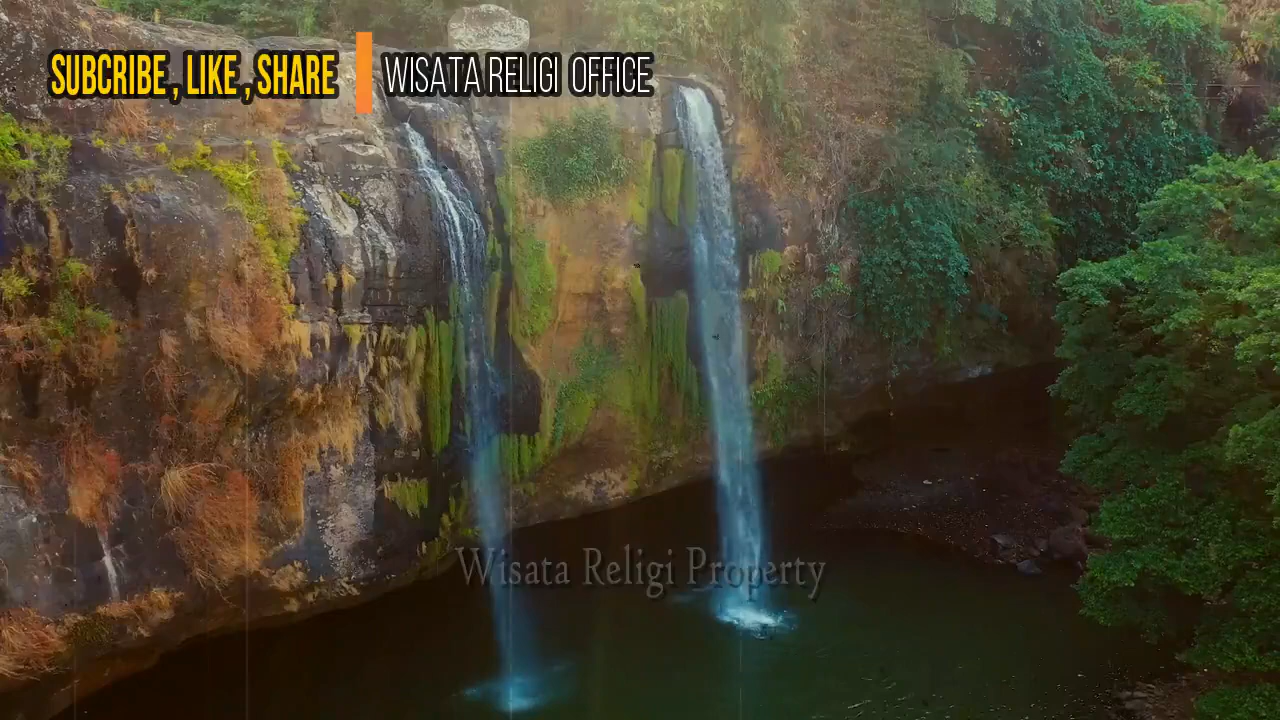 SUBCRIBE , LIKE , SHARE
WISATA RELIGI OFFICE
Wisata Religi Property